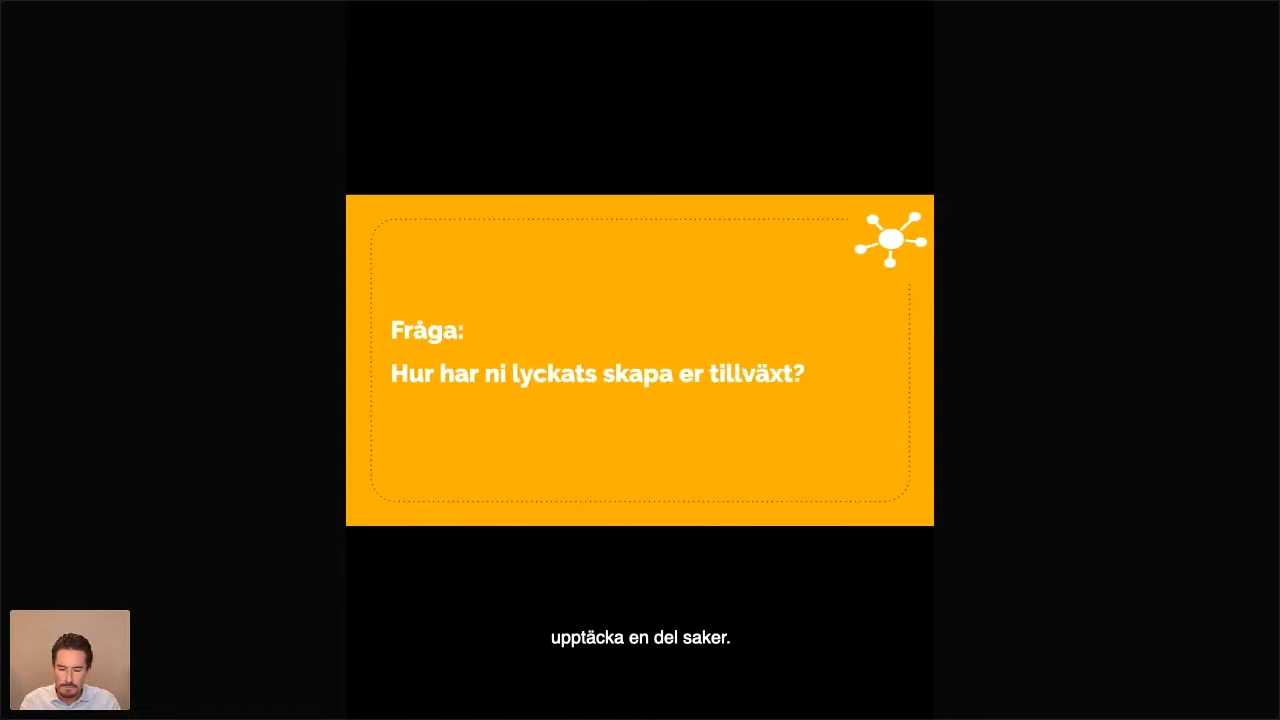 Fråga:
Hur har ni lyckats skapa er tillväxt?
upptäcka en del saker.